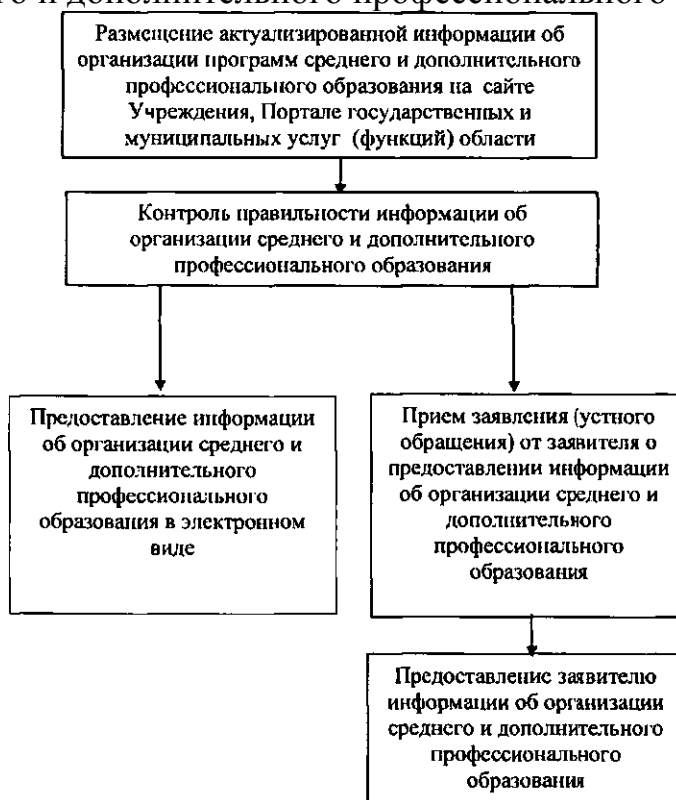 го и дополнительного профессионального
Размещение актуализированной информации об
организации программ среднего и дополнительного
профессионального образования на сайте
Учреждения, Портале государственных и
муниципальных услуг (функций) области
Контроль правильности информации об
организации среднего и дополнительного
профессионального образования
Предоставление информации
об организации среднего и
дополнительного
профессионального
образования в электронном
виде
Прием заявления (устного
обращения) от заявителя о
предоставлении информации
об организации среднего и
дополнительного
профессионального
образования
Предоставление заявителю
информации об организации
среднего и дополнительного
профессионального
образования